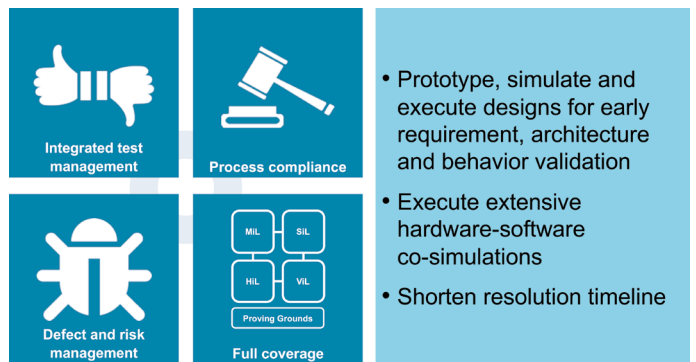 Integrated test
management
Process compliance
Defect and risk
management
MiL
SiL
HiL
ViL
Proving Grounds
Full coverage
• Prototype, simulate and
execute designs for early
requirement, architecture
and behavior validation
• Execute extensive
hardware-software
co-simulations
• Shorten resolution timeline